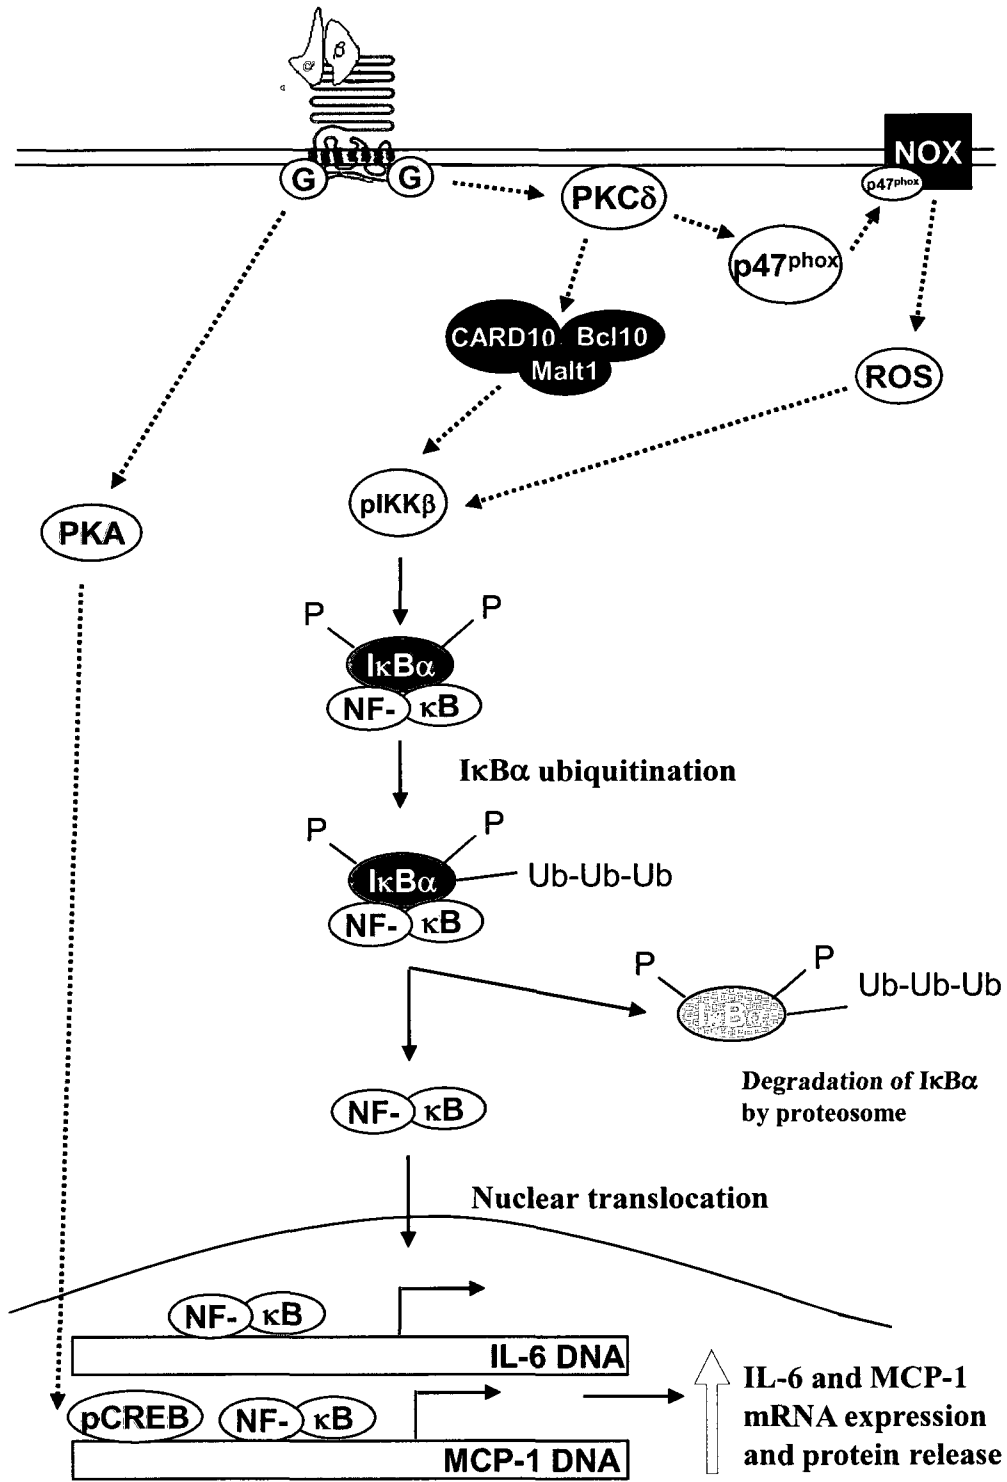 α β
NOX
G G
p47phox
PKCδ
p47phox
CARD10 Bcl10
Malt1
ROS
pIKKβ
PKA
P P
IκBα
NF-κB
IκBα ubiquitination
P P
IκBα Ub-Ub-Ub
NF-κB
P P
Ub-Ub-Ub
Degradation of IκBα
by proteosome
NF-κB
Nuclear translocation
NF-κB
IL-6 DNA
pCREB NF-κB
MCP-1 DNA
IL-6 and MCP-1
mRNA expression
and protein release